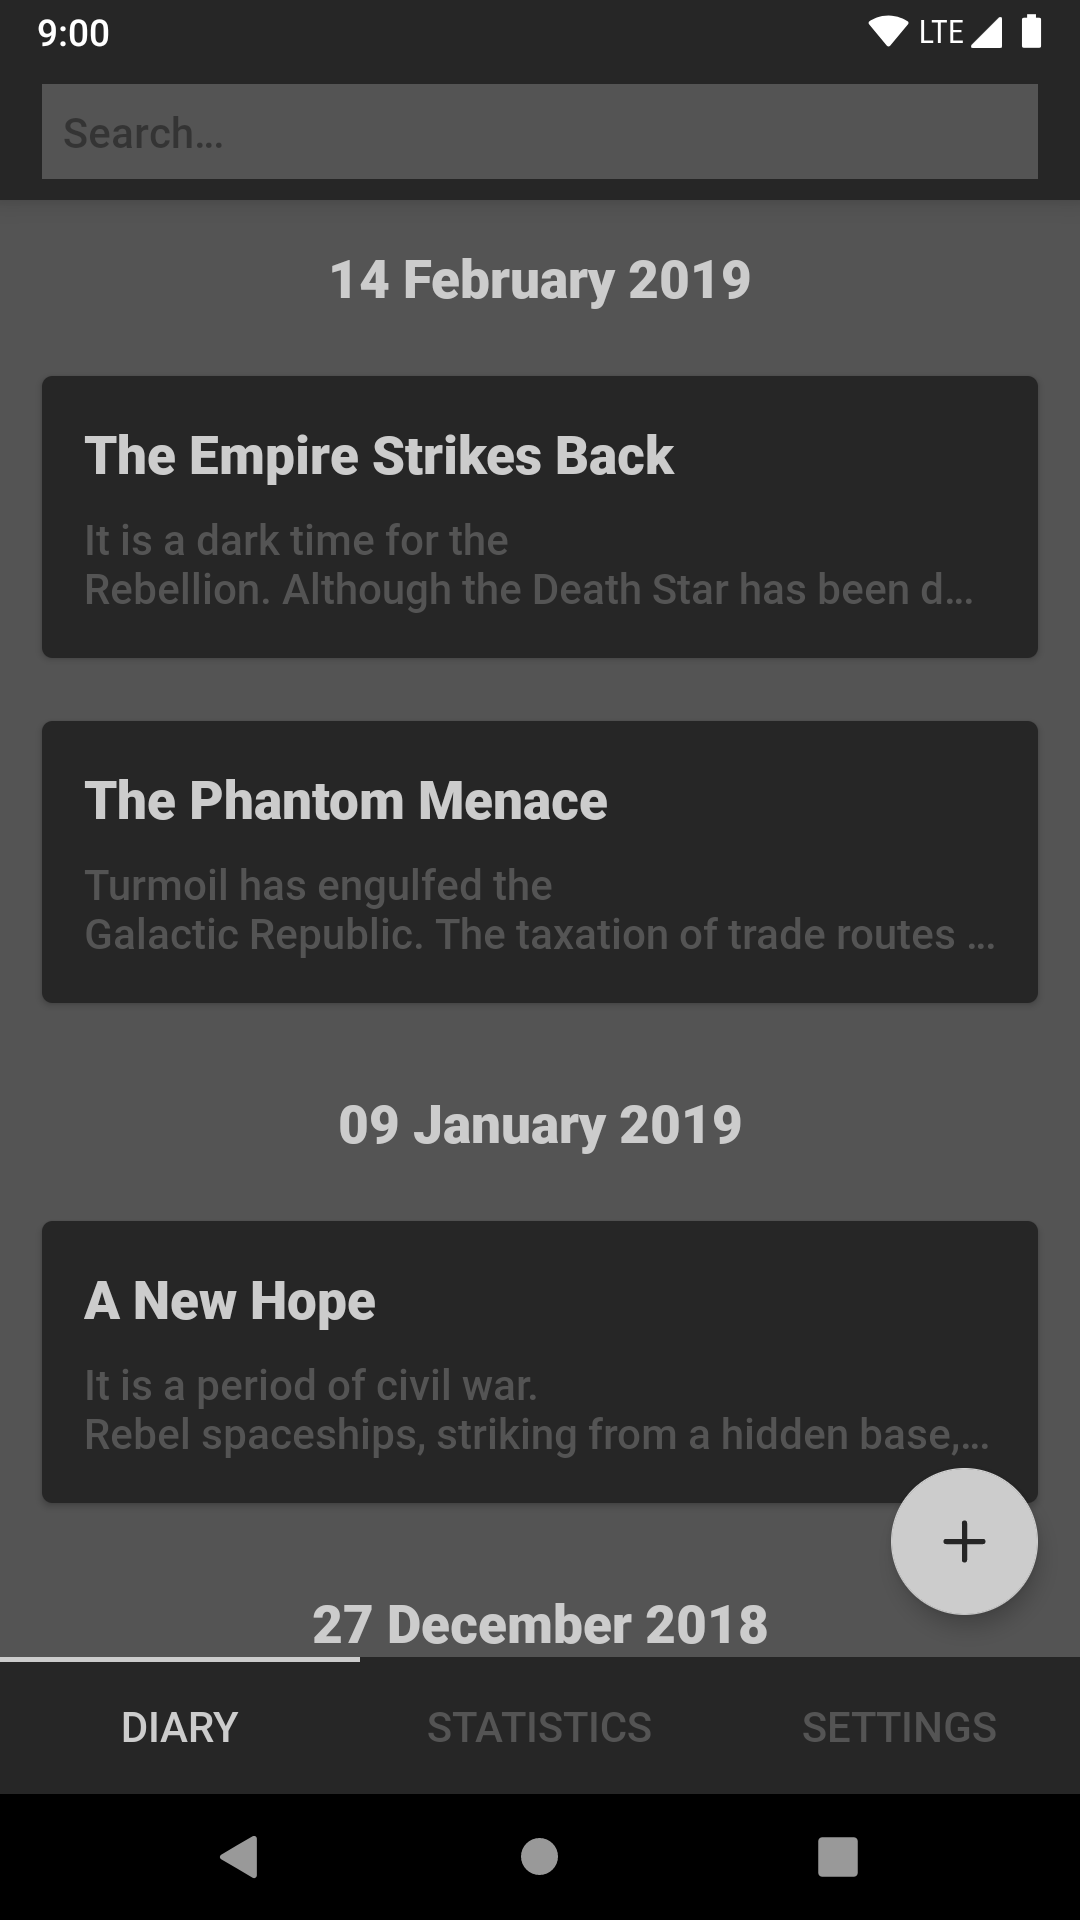 9:00 LTE
Search...
14 February 2019
The Empire Strikes Back
It is a dark time for the
Rebellion. Although the Death Star has been d...
The Phantom Menace
Turmoil has engulfed the
Galactic Republic. The taxation of trade routes ...
09 January 2019
A New Hope
It is a period of civil war.
Rebel spaceships, striking from a hidden base,...
27 December 2018
DIARY STATISTICS SETTINGS